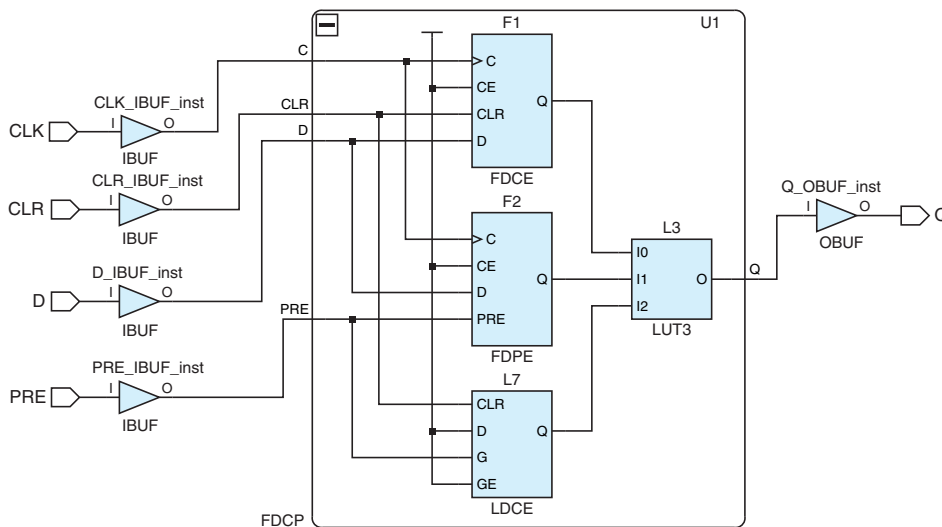 F1
U1
C
C
CE
CLR
CLR
Q
D
D
FDCE
CLK_IBUF_inst
CLK
I
O
IBUF
CLR_IBUF_inst
CLR
I
O
IBUF
D_IBUF_inst
D
I
O
IBUF
PRE_IBUF_inst
PRE
I
O
IBUF
F2
C
CE
Q
D
PRE
PRE
FDPE
L3
I0
I1
O
I2
LUT3
Q
Q_OBUF_inst
I
O
OBUF
L7
CLR
D
Q
G
GE
LDCE
FDCP